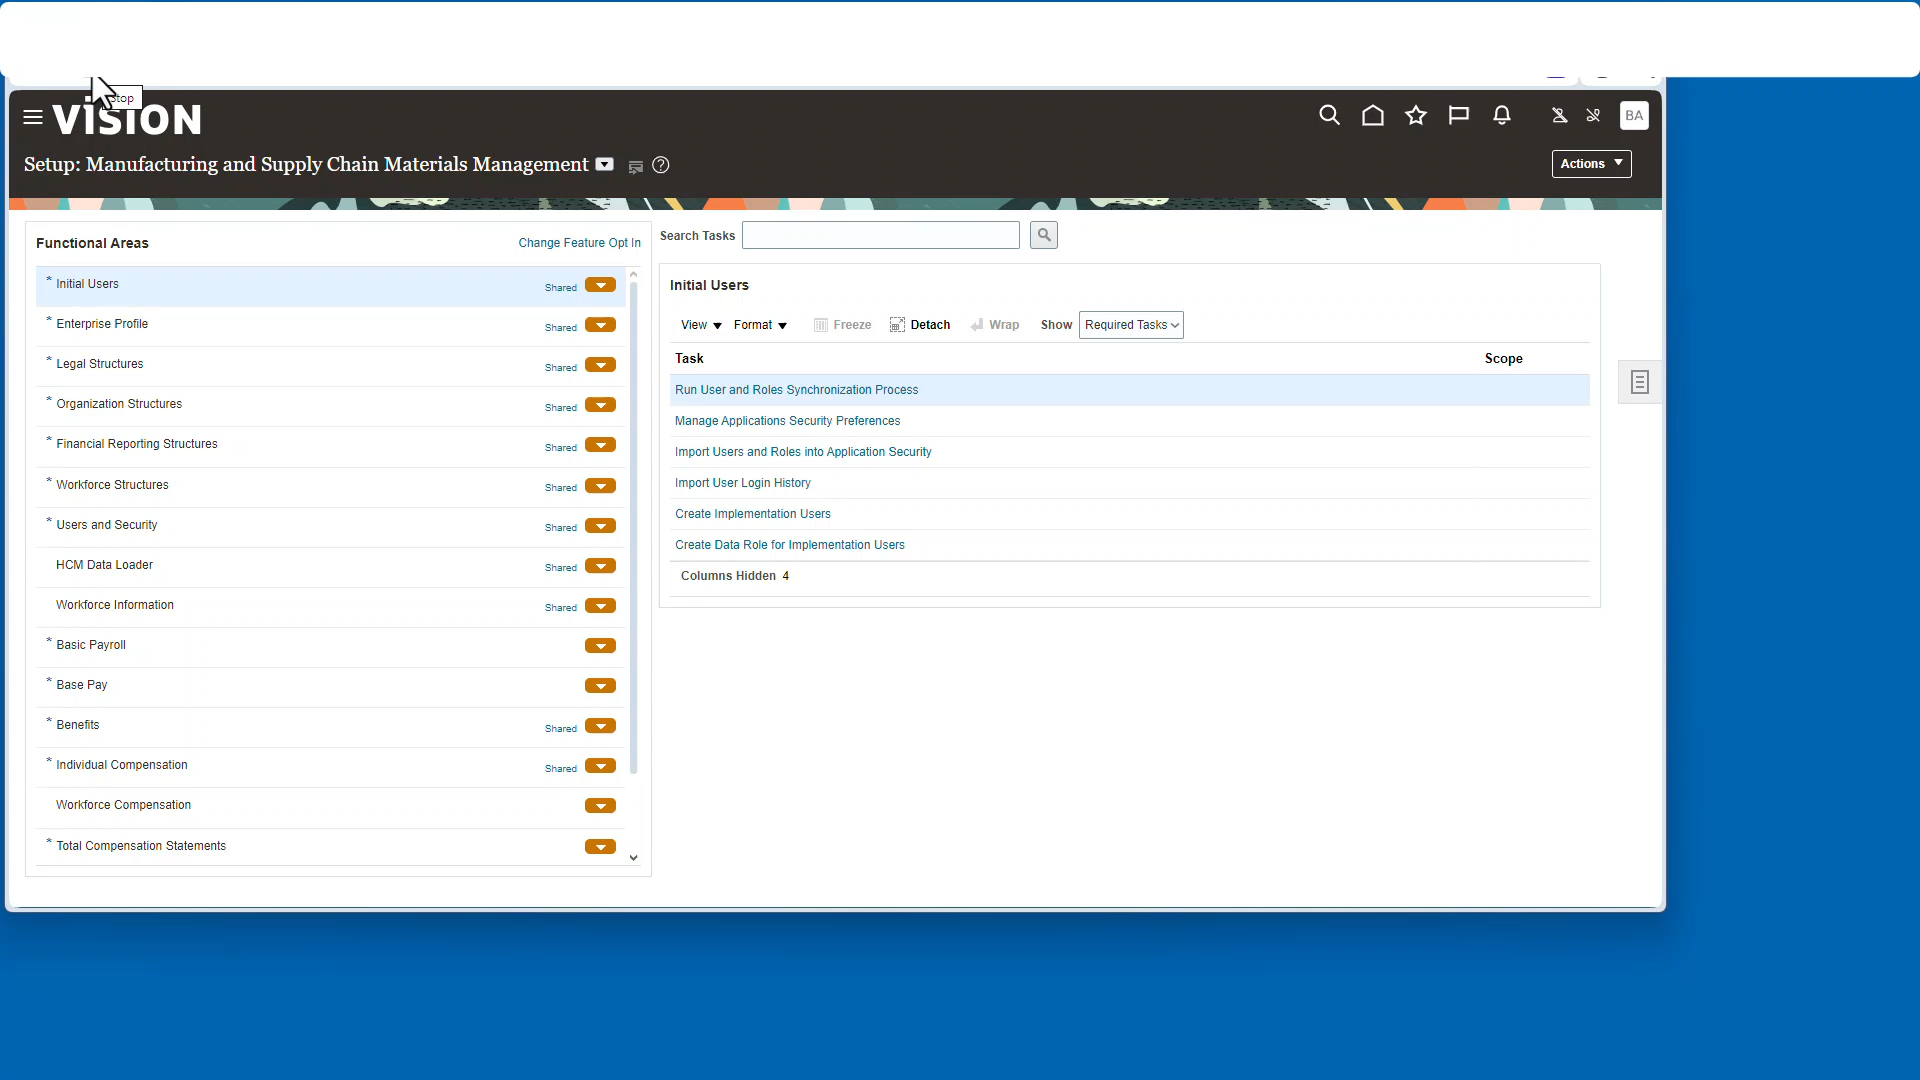 Stop
VISION
BA
Setup: Manufacturing and Supply Chain Materials Management
Actions
Functional Areas
Change Feature Opt In
Search Tasks
* Initial Users Shared
* Enterprise Profile Shared
* Legal Structures Shared
* Organization Structures Shared
* Financial Reporting Structures Shared
* Workforce Structures Shared
* Users and Security Shared
HCM Data Loader Shared
Workforce Information Shared
* Basic Payroll
* Base Pay
* Benefits Shared
* Individual Compensation Shared
Workforce Compensation
* Total Compensation Statements
Initial Users
View Format Freeze Detach Wrap Show Required Tasks
Task Scope
Run User and Roles Synchronization Process
Manage Applications Security Preferences
Import Users and Roles into Application Security
Import User Login History
Create Implementation Users
Create Data Role for Implementation Users
Columns Hidden 4